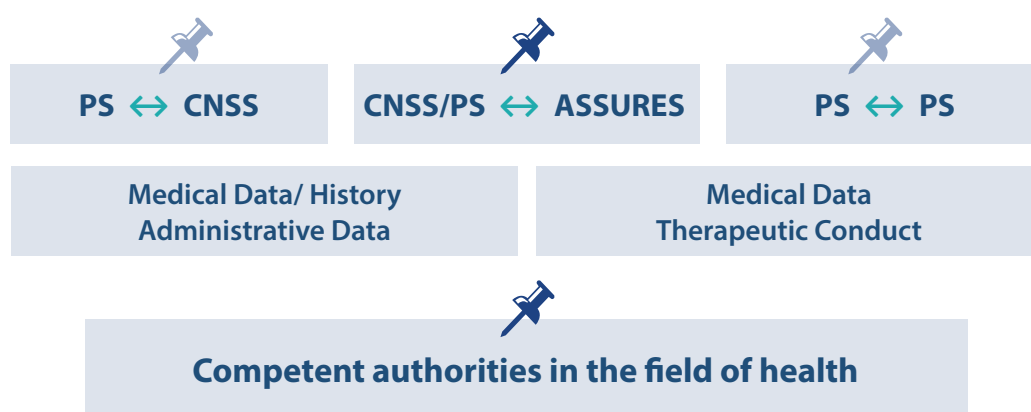 PS ↔ CNSS
CNSS/PS ↔ ASSURES
PS ↔ PS
Medical Data/ History
Administrative Data
Medical Data
Therapeutic Conduct
Competent authorities in the field of health